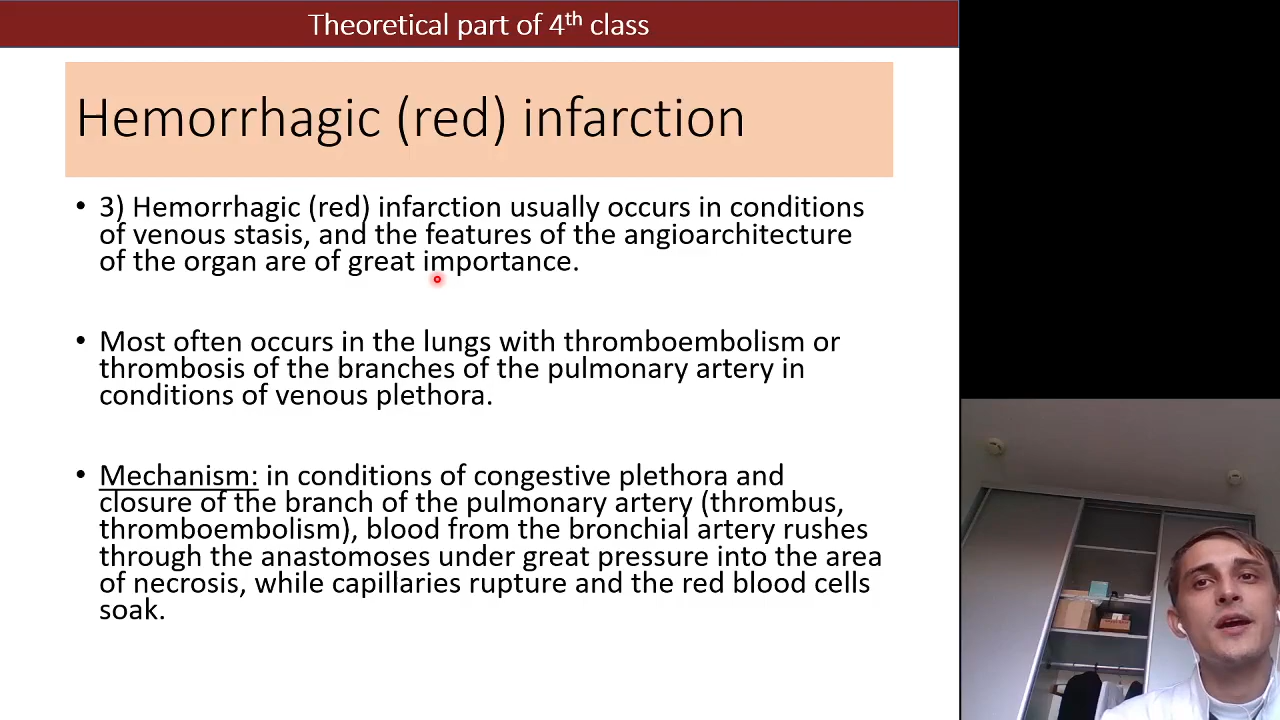 Theoretical part of 4th class
Hemorrhagic (red) infarction
• 3) Hemorrhagic (red) infarction usually occurs in conditions
of venous stasis, and the features of the angioarchitecture
of the organ are of great importance.
• Most often occurs in the lungs with thromboembolism or
thrombosis of the branches of the pulmonary artery in
conditions of venous plethora.
• Mechanism: in conditions of congestive plethora and
closure of the branch of the pulmonary artery (thrombus,
thromboembolism), blood from the bronchial artery rushes
through the anastomoses under great pressure into the area
of necrosis, while capillaries rupture and the red blood cells
soak.